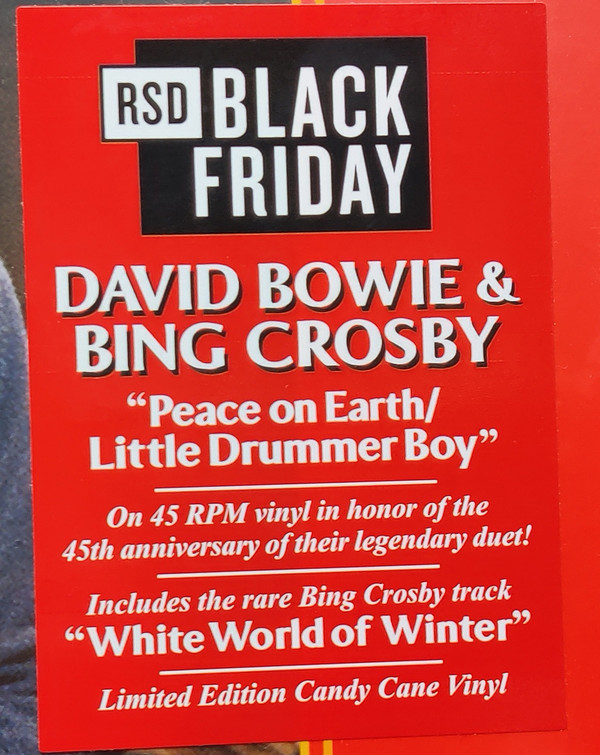 RSD BLACK
FRIDAY
DAVID BOWIE &
BING CROSBY
“Peace on Earth/
Little Drummer Boy”
On 45 RPM vinyl in honor of the
45th anniversary of their legendary duet!
Includes the rare Bing Crosby track
“White World of Winter”
Limited Edition Candy Cane Vinyl